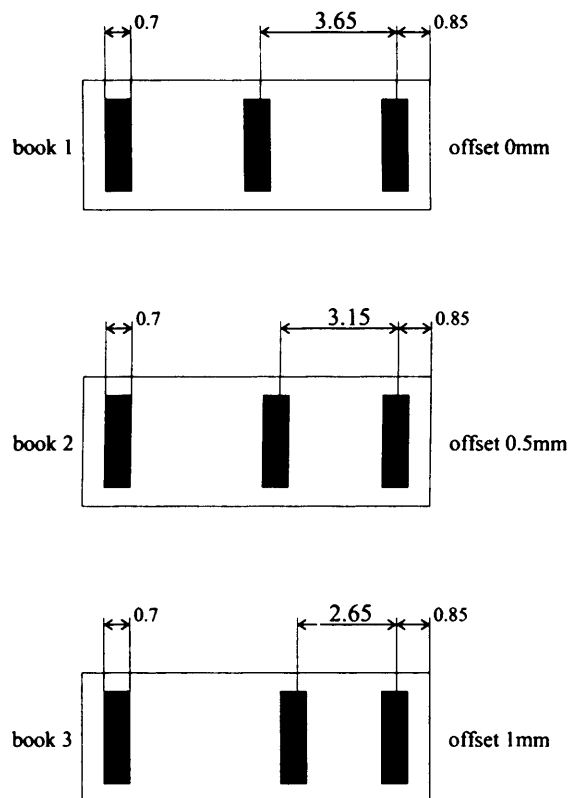 0.7 3.65 0.85
book 1 offset 0mm
0.7 3.15 0.85
book 2 offset 0.5mm
0.7 2.65 0.85
book 3 offset 1mm